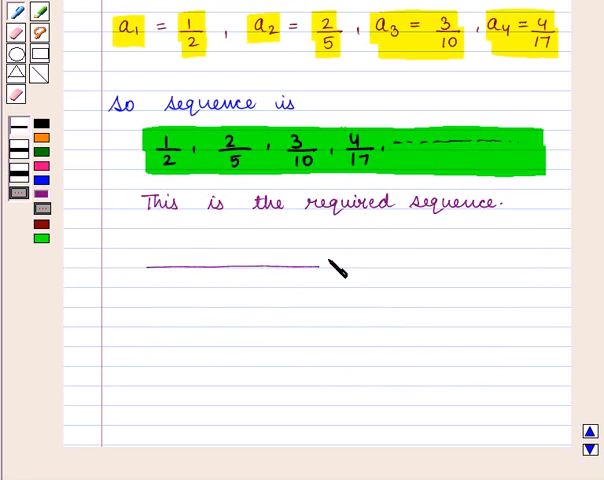 a₁ = 1/2 , a₂ = 2/5 , a₃ = 3/10 , a₄ = 4/17
So sequence is
1/2 , 2/5 , 3/10 , 4/17 , ----------
This is the required sequence.